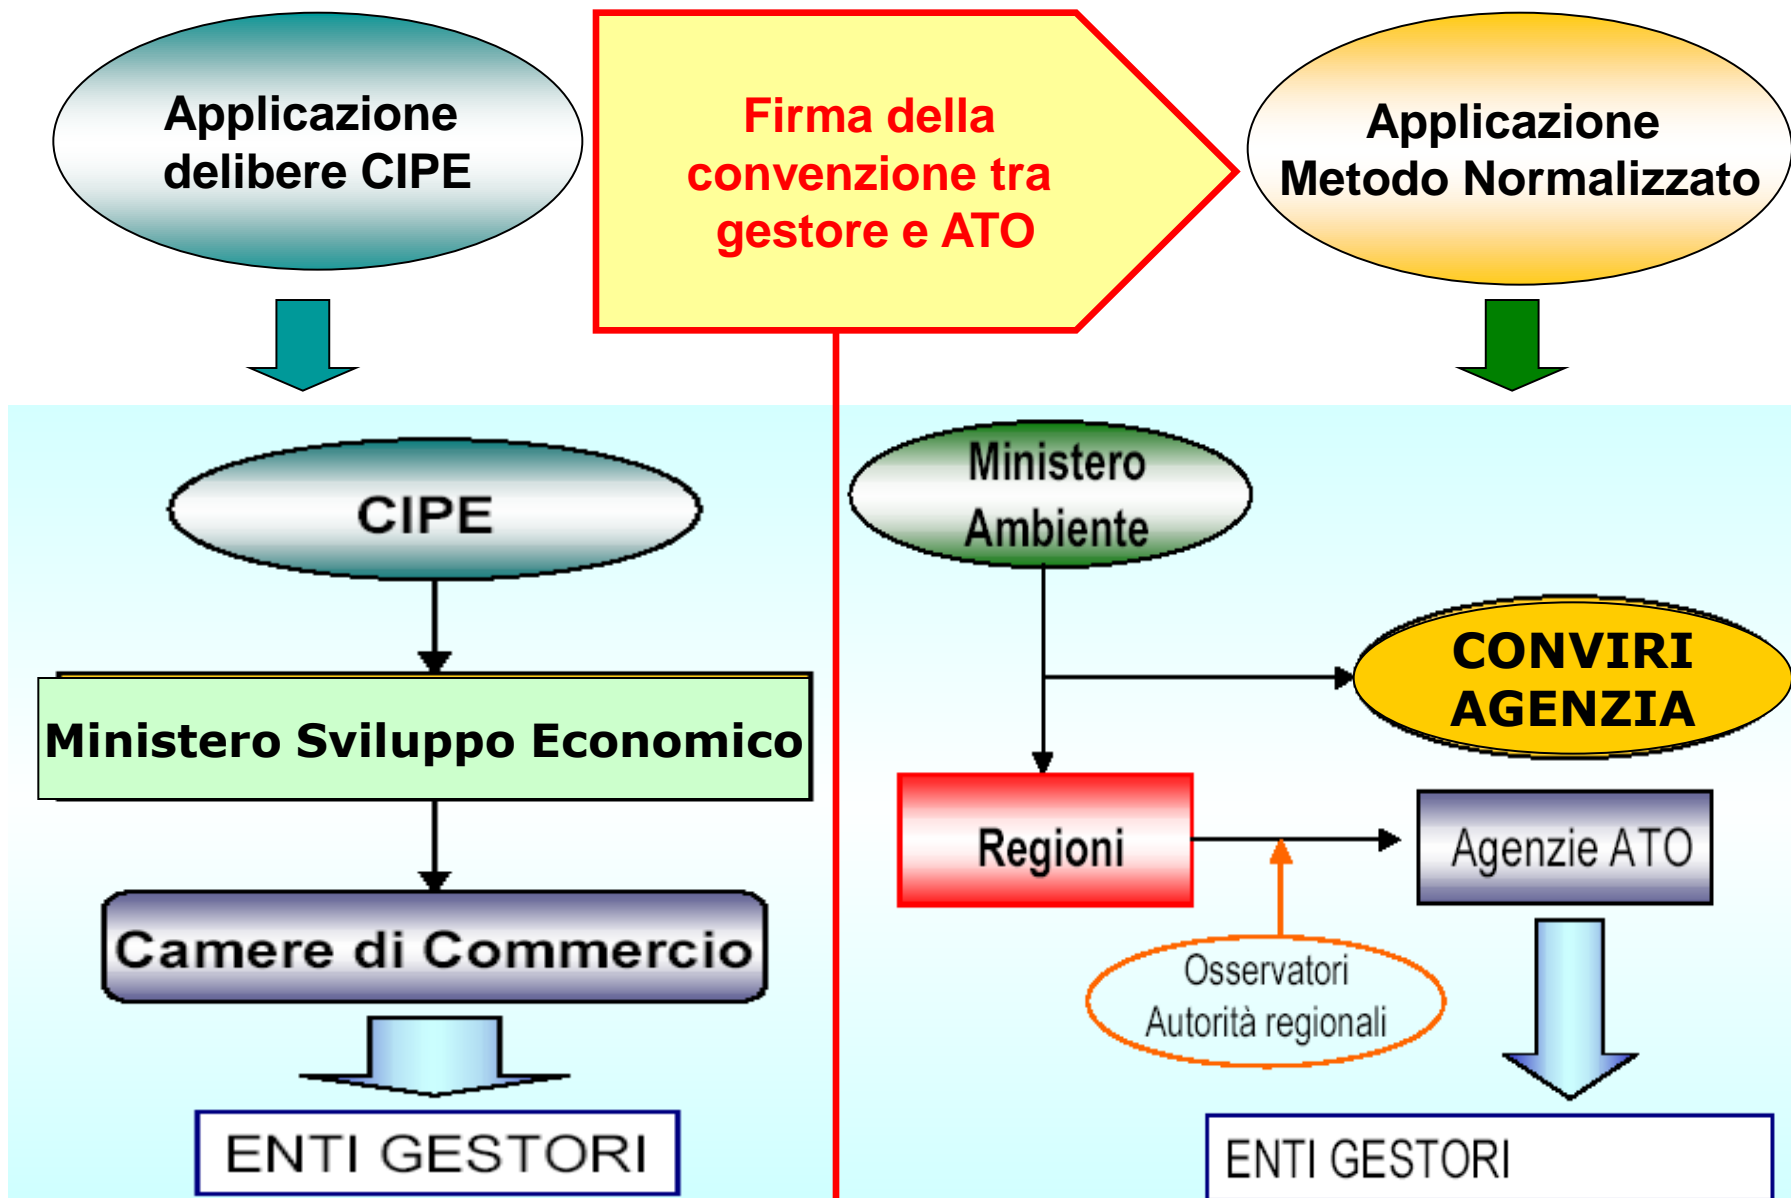 Applicazione
delibere CIPE
Firma della
convenzione tra
gestore e ATO
Applicazione
Metodo Normalizzato
CIPE
Ministero Sviluppo Economico
Camere di Commercio
ENTI GESTORI
Ministero
Ambiente
CONVIRI
AGENZIA
Regioni
Agenzie ATO
Osservatori
Autorità regionali
ENTI GESTORI